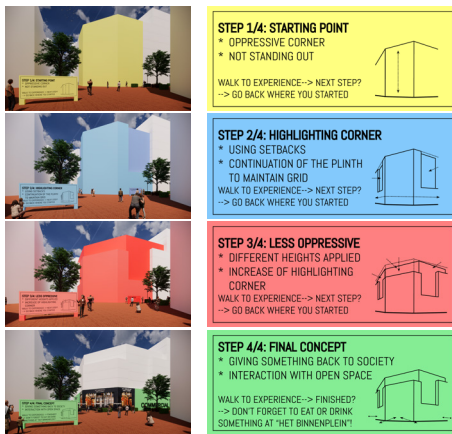 STEP 1/4: STARTING POINT
* OPPRESSIVE CORNER
* NOT STANDING OUT
WALK TO EXPERIENCE--> NEXT STEP?
--> GO BACK WHERE YOU STARTED
STEP 2/4: HIGHLIGHTING CORNER
* USING SETBACKS
* CONTINUATION OF THE PLINTH
TO MAINTAIN GRID
WALK TO EXPERIENCE--> NEXT STEP?
--> GO BACK WHERE YOU STARTED
STEP 3/4: LESS OPPRESSIVE
* DIFFERENT HEIGHTS APPLIED
* INCREASE OF HIGHLIGHTING
CORNER
WALK TO EXPERIENCE--> NEXT STEP?
--> GO BACK WHERE YOU STARTED
STEP 4/4: FINAL CONCEPT
* GIVING SOMETHING BACK TO SOCIETY
* INTERACTION WITH OPEN SPACE
WALK TO EXPERIENCE--> FINISHED?
--> DON'T FORGET TO EAT OR DRINK
SOMETHING AT "HET BINNENPLEIN"!